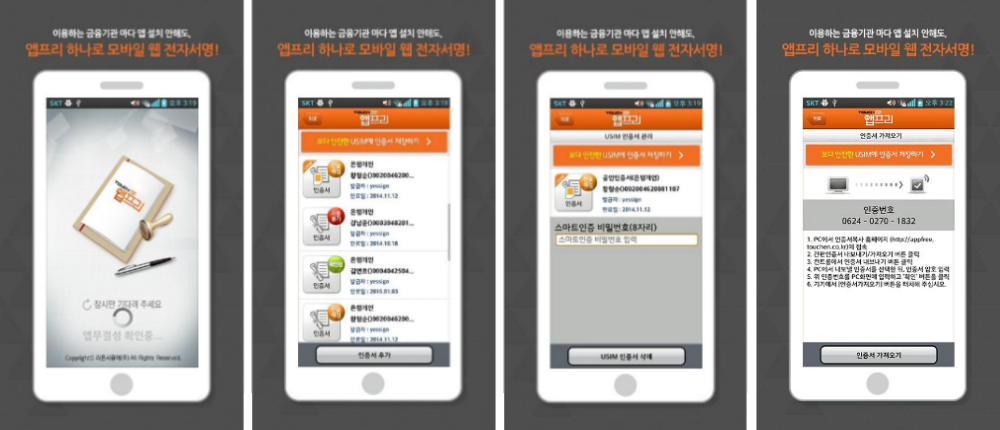 이용하는 금융기관 마다 앱 설치 안해도,
앱프리 하나로 모바일 웹 전자서명!
SKT 오후 3:19
TOUCHEN
앱프리
잠시만 기다려 주세요
앱무결성 확인중...
Copyright(c) 라온시큐어(주) All Rights Reserved.
이용하는 금융기관 마다 앱 설치 안해도,
앱프리 하나로 모바일 웹 전자서명!
SKT 오후 3:19
앱프리
보다 안전한 USIM에 인증서 저장하기
은행개인
인증서
발급자 : yessign
만료일 : 2014.11.12
은행개인
인증서
발급자 : yessign
만료일 : 2014.10.18
은행개인
인증서
발급자 : yessign
만료일 : 2015.01.03
은행개인
인증서
발급자 : yessign
만료일 : 2014.11.12
인증서 추가
이용하는 금융기관 마다 앱 설치 안해도,
앱프리 하나로 모바일 웹 전자서명!
SKT 오후 3:19
앱프리
USIM 인증서 관리
보다 안전한 USIM에 인증서 저장하기
공인인증서(은행개인)
인증서
발급자 : yessign
만료일 : 2014.11.12
스마트인증 비밀번호(8자리)
스마트인증 비밀번호 입력
USIM 인증서 삭제
이용하는 금융기관 마다 앱 설치 안해도,
앱프리 하나로 모바일 웹 전자서명!
SKT 오후 3:22
앱프리
인증서 가져오기
보다 안전한 USIM에 인증서 저장하기
인증번호
0624 - 0270 - 1832
1. PC에서 인증서복사 홈페이지 (http://appfree.
touchen.co.kr)에 접속
2. 간편인증서 내보내기/가져오기 버튼 클릭
3. 컨트롤에서 인증서 내보내기 버튼 클릭
4. PC에서 내보낼 인증서를 선택한 뒤, 인증서 암호 입력
5. 위 인증번호를 PC화면에 입력하고 '확인' 버튼을 클릭
6. 기기에서 [인증서가져오기] 버튼을 터치해 주십시오.
인증서 가져오기